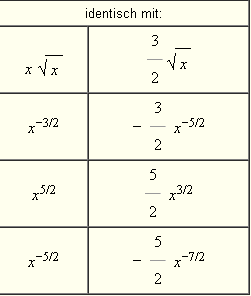 identisch mit:
x √x 3/2 √x
x^-3/2 - 3/2 x^-5/2
x^5/2 5/2 x^3/2
x^-5/2 - 5/2 x^-7/2